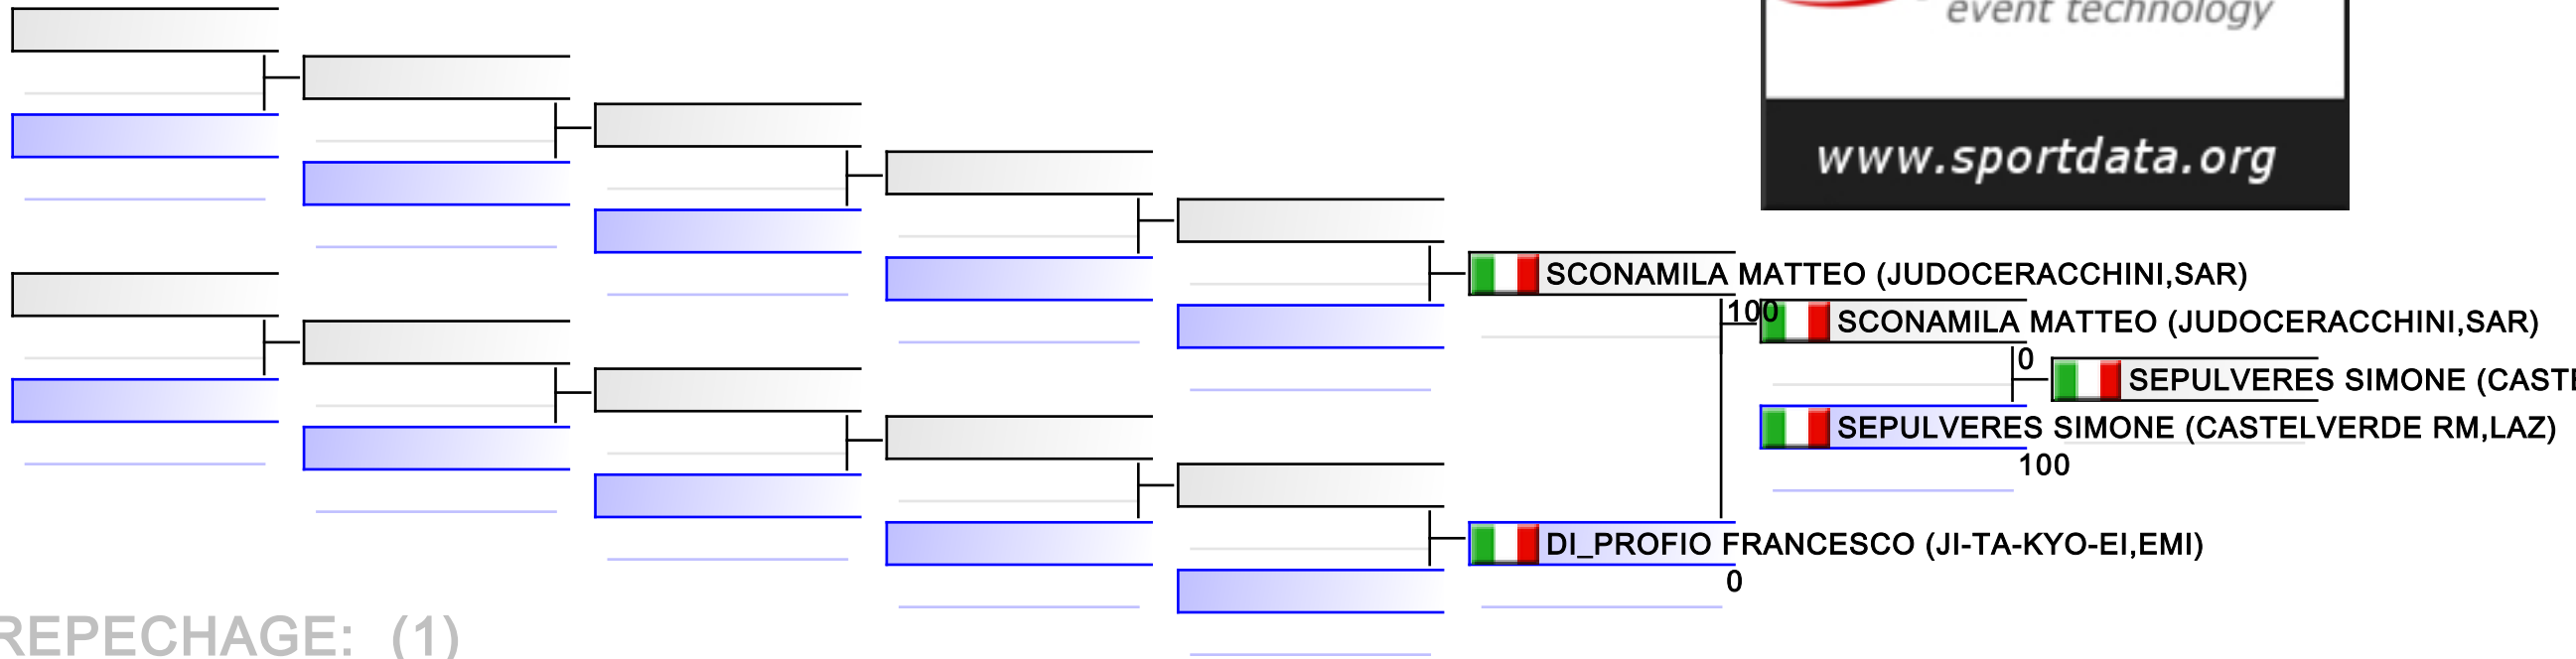 event technology
www.sportdata.org
SCONAMILA MATTEO (JUDOCERACCHINI,SAR)
100
SCONAMILA MATTEO (JUDOCERACCHINI,SAR)
0
SEPULVERES SIMONE (CASTE
SEPULVERES SIMONE (CASTELVERDE RM,LAZ)
100
DI_PROFIO FRANCESCO (JI-TA-KYO-EI,EMI)
0
REPECHAGE: (1)